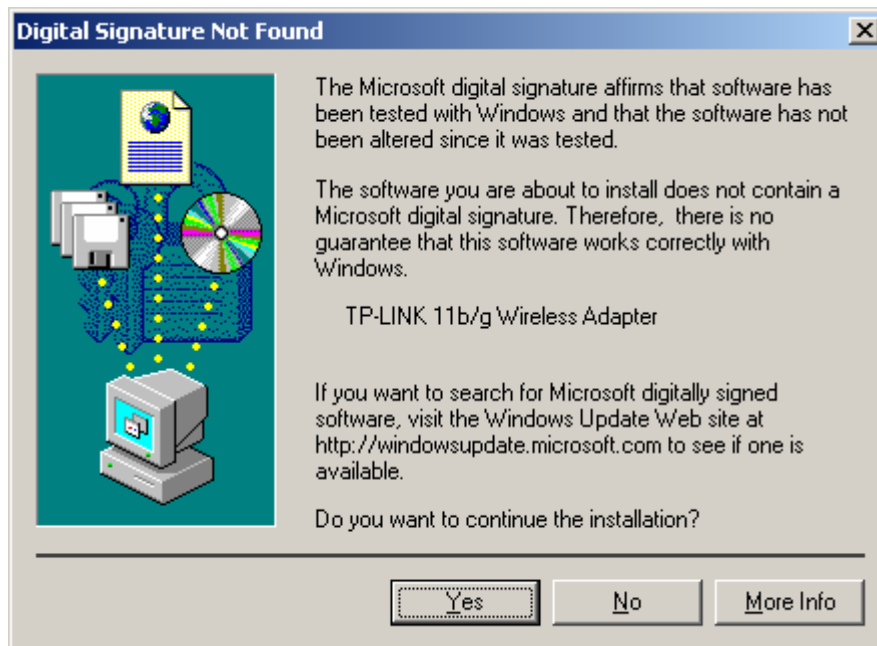 Digital Signature Not Found
The Microsoft digital signature affirms that software has
been tested with Windows and that the software has not
been altered since it was tested.
The software you are about to install does not contain a
Microsoft digital signature. Therefore,  there is no
guarantee that this software works correctly with
Windows.
TP-LINK 11b/g Wireless Adapter
If you want to search for Microsoft digitally signed
software, visit the Windows Update Web site at
http://windowsupdate.microsoft.com to see if one is
available.
Do you want to continue the installation?
Yes No More Info